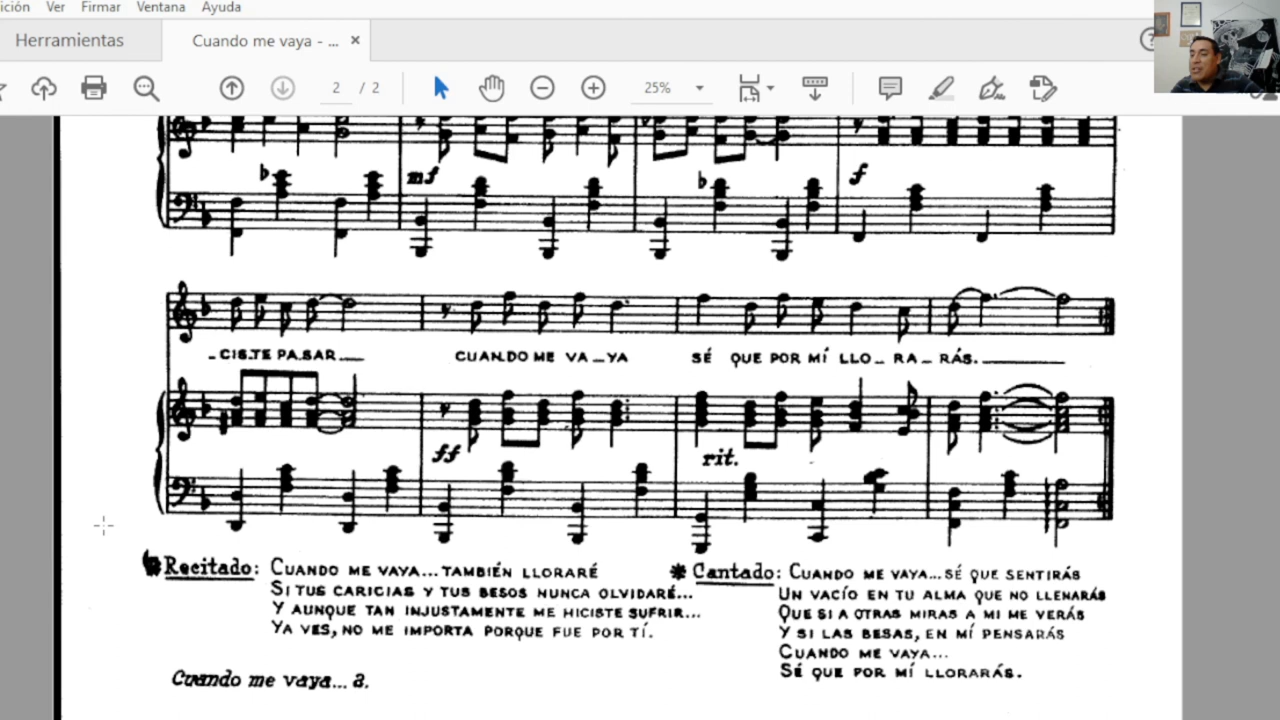 ición Ver Firmar Ventana Ayuda
Herramientas
Cuando me vaya - ... ×
2 / 2
25%
mf
f
- CIS.TE PA.SAR
CUAN.DO ME VA-YA
SÉ QUE POR MÍ LLO-RA-RÁS.
ff
rit.
Recitado: CUANDO ME VAYA... TAMBIÉN LLORARÉ
SI TUS CARICIAS Y TUS BESOS NUNCA OLVIDARÉ...
Y AUNQUE TAN INJUSTAMENTE ME HICISTE SUFRIR...
YA VES, NO ME IMPORTA PORQUE FUE POR TÍ.
* Cantado: CUANDO ME VAYA... SÉ QUE SENTIRÁS
UN VACÍO EN TU ALMA QUE NO LLENARÁS
QUE SI A OTRAS MIRAS A MI ME VERÁS
Y SI LAS BESAS, EN MÍ PENSARÁS
CUANDO ME VAYA...
SÉ QUE POR MÍ LLORARÁS.
Cuando me vaya... 2.